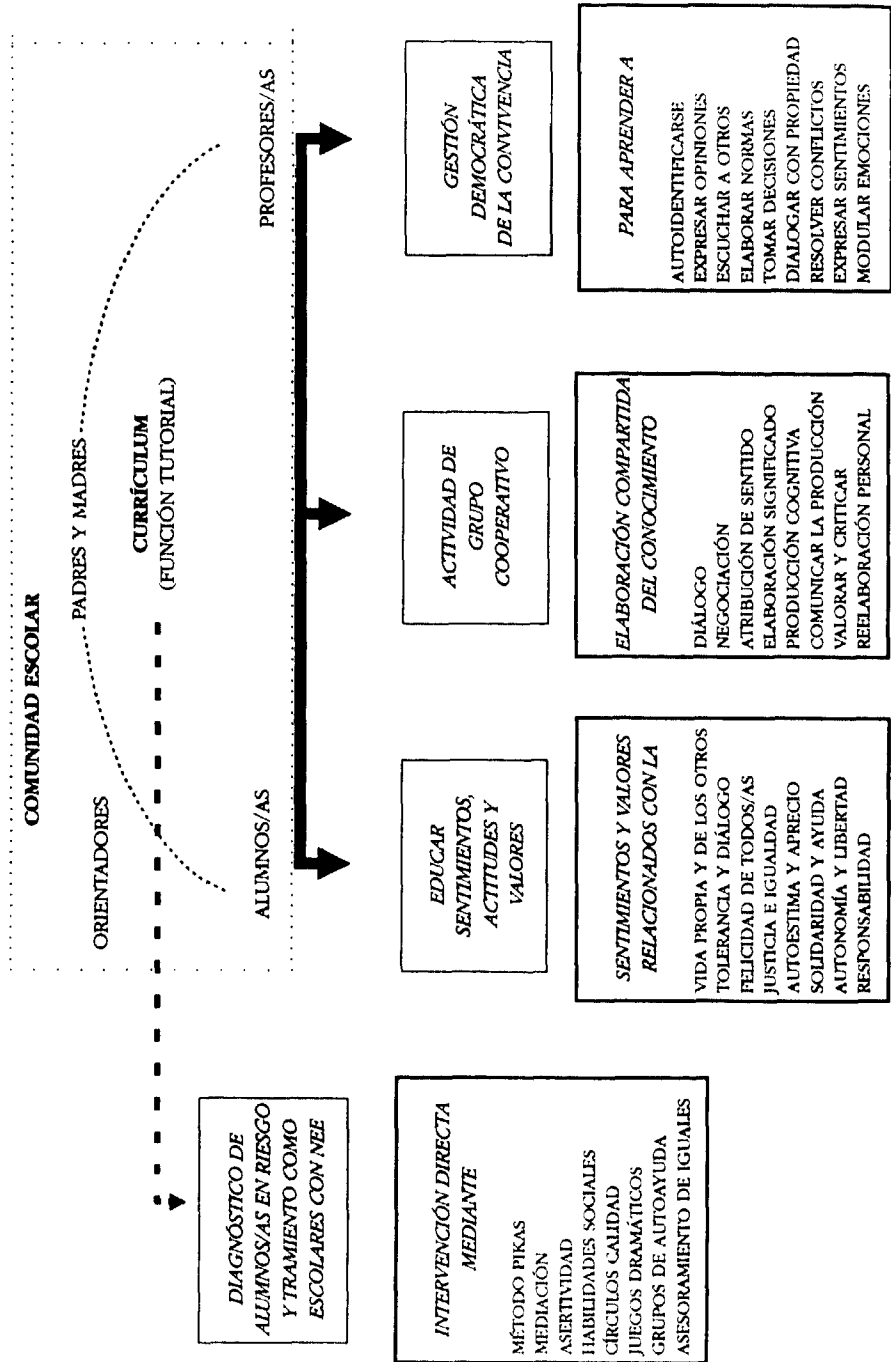 COMUNIDAD ESCOLAR
ORIENTADORES
PADRES Y MADRES
CURRÍCULUM
(FUNCIÓN TUTORIAL)
ALUMNOS/AS
PROFESORES/AS
DIAGNÓSTICO DE
ALUMNOS/AS EN RIESGO
Y TRAMIENTO COMO
ESCOLARES CON NEE
EDUCAR
SENTIMIENTOS,
ACTITUDES Y
VALORES
ACTIVIDAD DE
GRUPO
COOPERATIVO
GESTIÓN
DEMOCRÁTICA
DE LA CONVIVENCIA
INTERVENCIÓN DIRECTA
MEDIANTE
MÉTODO PIKAS
MEDIACIÓN
ASERTIVIDAD
HABILIDADES SOCIALES
CÍRCULOS CALIDAD
JUEGOS DRAMÁTICOS
GRUPOS DE AUTOAYUDA
ASESORAMIENTO DE IGUALES
SENTIMIENTOS Y VALORES
RELACIONADOS CON LA
VIDA PROPIA Y DE LOS OTROS
TOLERANCIA Y DIÁLOGO
FELICIDAD DE TODOS/AS
JUSTICIA E IGUALDAD
AUTOESTIMA Y APRECIO
SOLIDARIDAD Y AYUDA
AUTONOMÍA Y LIBERTAD
RESPONSABILIDAD
ELABORACIÓN COMPARTIDA
DEL CONOCIMIENTO
DIÁLOGO
NEGOCIACIÓN
ATRIBUCIÓN DE SENTIDO
ELABORACIÓN SIGNIFICADO
PRODUCCIÓN COGNITIVA
COMUNICAR LA PRODUCCIÓN
VALORAR Y CRITICAR
REELABORACIÓN PERSONAL
PARA APRENDER A
AUTOIDENTIFICARSE
EXPRESAR OPINIONES
ESCUCHAR A OTROS
ELABORAR NORMAS
TOMAR DECISIONES
DIALOGAR CON PROPIEDAD
RESOLVER CONFLICTOS
EXPRESAR SENTIMIENTOS
MODULAR EMOCIONES